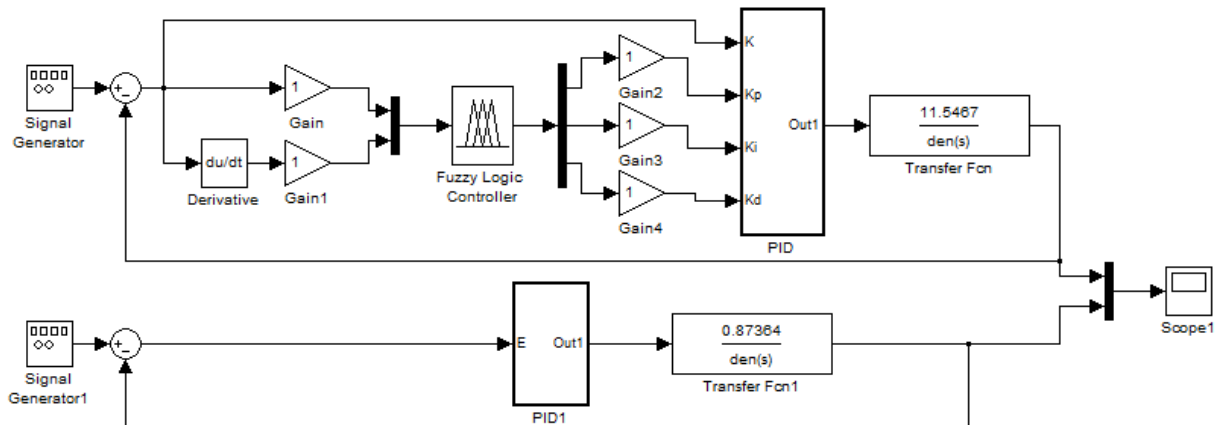 Signal
Generator
+
-
du/dt
Derivative
1
Gain
1
Gain1
Fuzzy Logic
Controller
1
Gain2
1
Gain3
1
Gain4
K
Kp
Ki
Kd
Out1
PID
11.5467
den(s)
Transfer Fcn
Scope1
Signal
Generator1
+
-
E
Out1
PID1
0.87364
den(s)
Transfer Fcn1